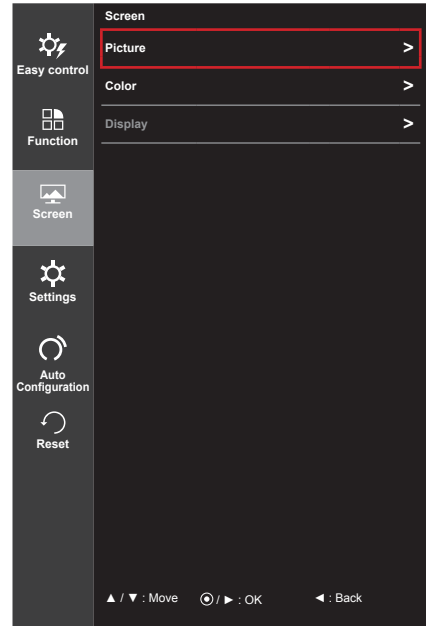 Screen
Picture >
Color >
Display >
Easy control
Function
Screen
Settings
Auto
Configuration
Reset
▲ / ▼ : Move ⦿ / ► : OK ◄ : Back